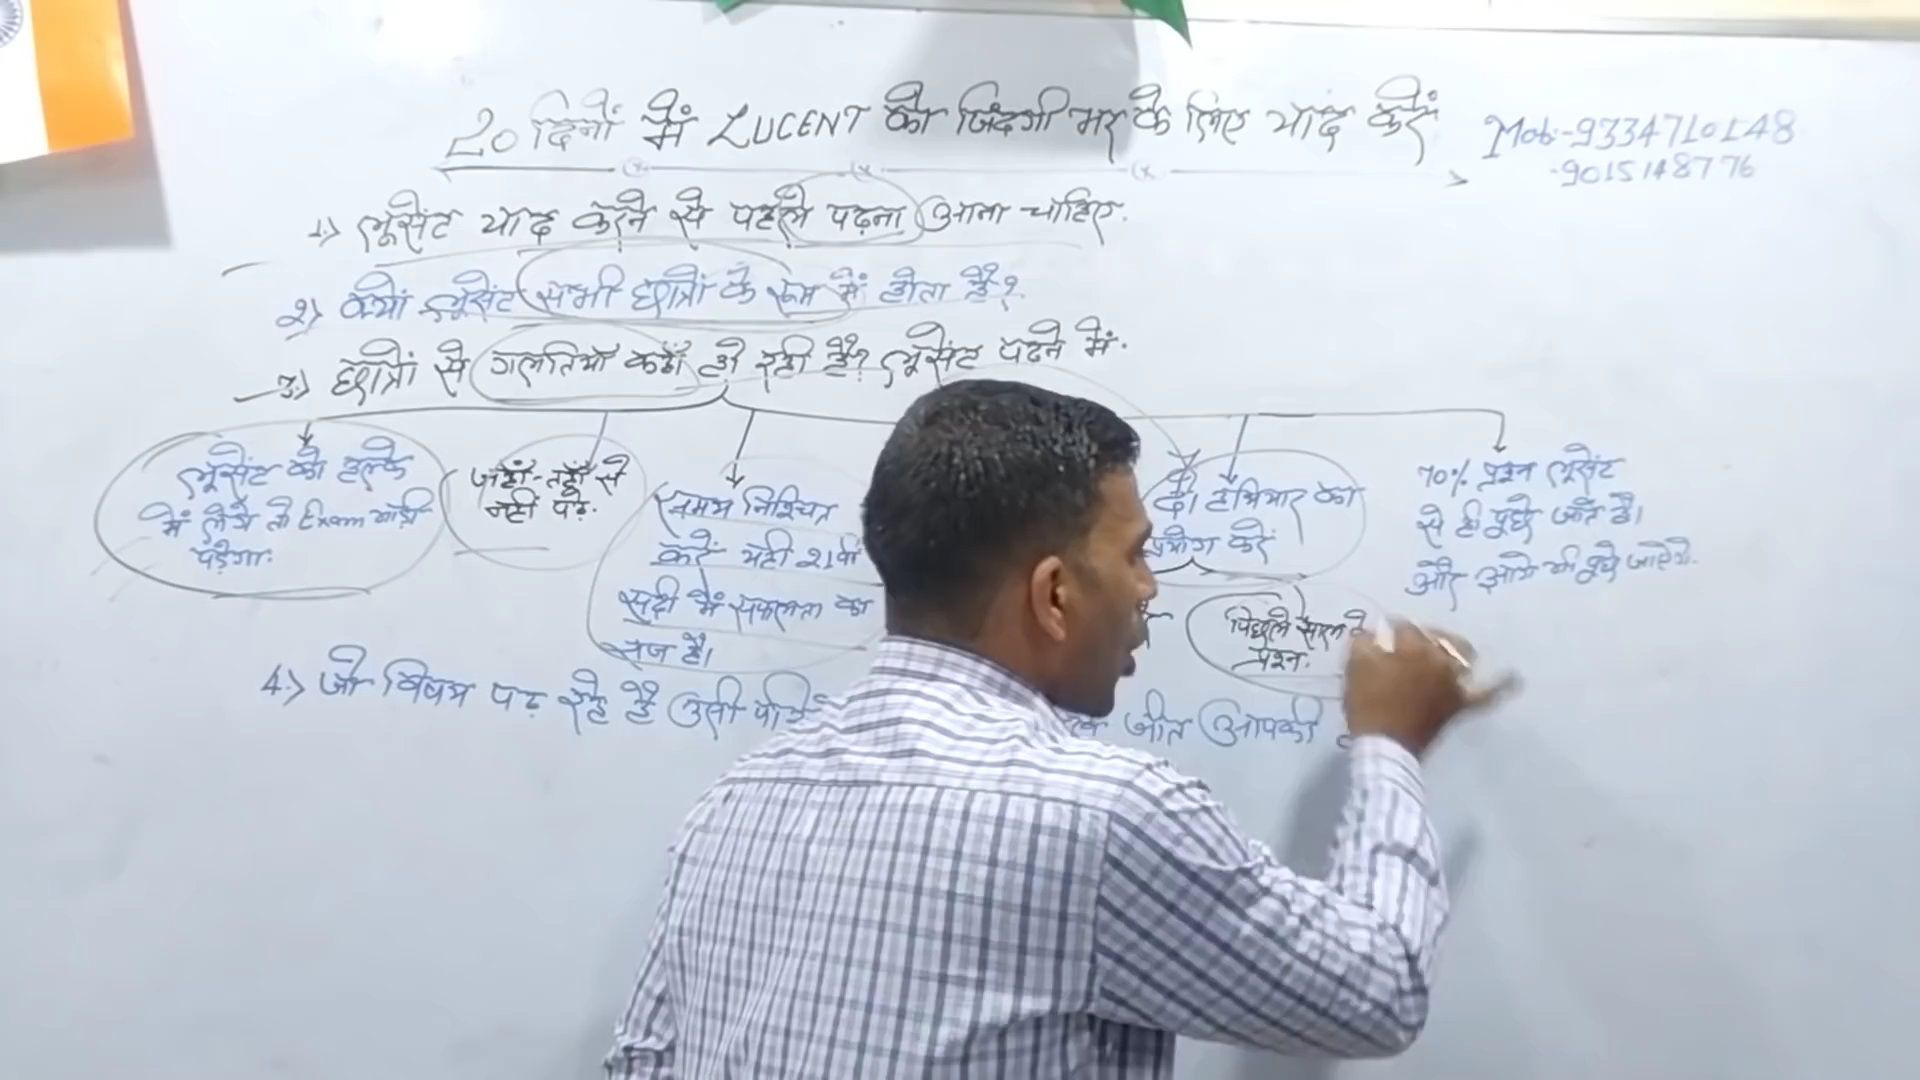 20 दिनों में LUCENT को जिंदगी भर के लिए याद करें
Mob:-9334710148
-9015148776
1.) लूसेंट याद करने से पहले पढ़ना आना चाहिए.
2.) क्यों लूसेंट सभी छात्रों के रूम में होता है?
3.) छात्रों से गलतियाँ कहाँ हो रही है? लूसेंट पढ़ने में.
लूसेंट को हल्के
में लेंगे तो Exam भारी
पड़ेगा.
जहाँ-तहाँ से
नहीं पढ़ें.
समय निश्चित
करें यही 21वीं
सदी में सफलता का
राज है।
दो हथियार का
प्रयोग करें
पिछले साल के
प्रश्न.
70% प्रश्न लूसेंट
से ही पूछे जाते है।
और आगे भी पूछे जाएंगे.
4.) जो विषय पढ़ रहे है उसी
जीत आपकी